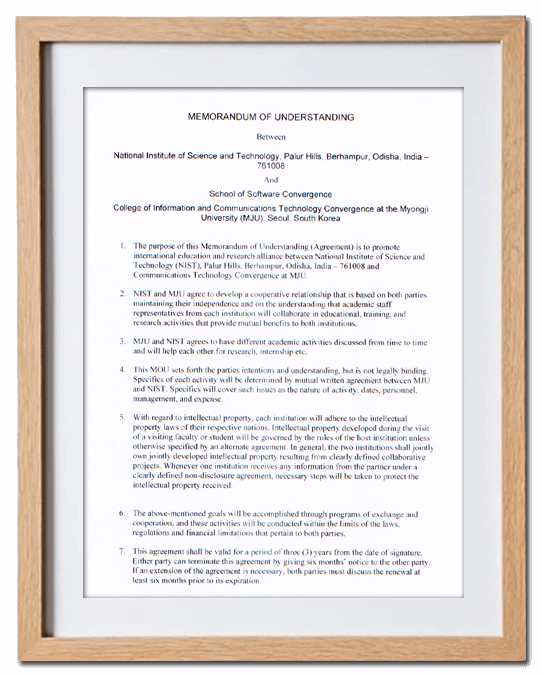 MEMORANDUM OF UNDERSTANDING
Between
National Institute of Science and Technology, Palur Hills, Berhampur, Odisha, India –
761008
And
School of Software Convergence
College of Information and Communications Technology Convergence at the Myongji
University (MJU), Seoul, South Korea
1. The purpose of this Memorandum of Understanding (Agreement) is to promote
international education and research alliance between National Institute of Science and
Technology (NIST), Palur Hills, Berhampur, Odisha, India – 761008 and
Communications Technology Convergence at MJU.
2. NIST and MJU agree to develop a cooperative relationship that is based on both parties
maintaining their independence and on the understanding that academic staff
representatives from each institution will collaborate in educational, training, and
research activities that provide mutual benefits to both institutions.
3. MJU and NIST agrees to have different academic activities discussed from time to time
and will help each other for research, internship etc.
4. This MOU sets forth the parties intentions and understanding, but is not legally binding.
Specifics of each activity will be determined by mutual written agreement between MJU
and NIST. Specifics will cover such issues as the nature of activity, dates, personnel,
management, and expense.
5. With regard to intellectual property, each institution will adhere to the intellectual
property laws of their respective nations. Intellectual property developed during the visit
of a visiting faculty or student will be governed by the rules of the host institution unless
otherwise specified by an alternate agreement. In general, the two institutions shall jointly
own jointly developed intellectual property resulting from clearly defined collaborative
projects. Whenever one institution receives any information from the partner under a
clearly defined non-disclosure agreement, necessary steps will be taken to protect the
intellectual property received.
6. The above-mentioned goals will be accomplished through programs of exchange and
cooperation, and these activities will be conducted within the limits of the laws,
regulations and financial limitations that pertain to both parties.
7. This agreement shall be valid for a period of three (3) years from the date of signature.
Either party can terminate this agreement by giving six months' notice to the other party.
If an extension of the agreement is necessary, both parties must discuss the renewal at
least six months prior to its expiration.